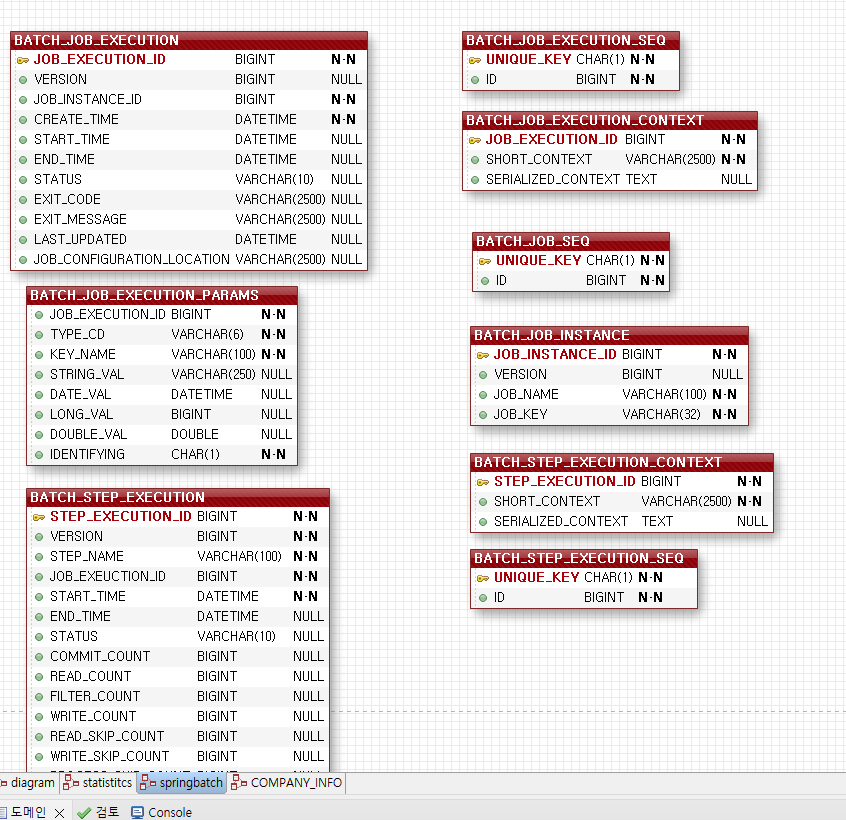 BATCH_JOB_EXECUTION
JOB_EXECUTION_ID BIGINT N-N
VERSION BIGINT NULL
JOB_INSTANCE_ID BIGINT N-N
CREATE_TIME DATETIME N-N
START_TIME DATETIME NULL
END_TIME DATETIME NULL
STATUS VARCHAR(10) NULL
EXIT_CODE VARCHAR(2500) NULL
EXIT_MESSAGE VARCHAR(2500) NULL
LAST_UPDATED DATETIME NULL
JOB_CONFIGURATION_LOCATION VARCHAR(2500) NULL
BATCH_JOB_EXECUTION_PARAMS
JOB_EXECUTION_ID BIGINT N-N
TYPE_CD VARCHAR(6) N-N
KEY_NAME VARCHAR(100) N-N
STRING_VAL VARCHAR(250) NULL
DATE_VAL DATETIME NULL
LONG_VAL BIGINT NULL
DOUBLE_VAL DOUBLE NULL
IDENTIFYING CHAR(1) N-N
BATCH_STEP_EXECUTION
STEP_EXECUTION_ID BIGINT N-N
VERSION BIGINT N-N
STEP_NAME VARCHAR(100) N-N
JOB_EXEUCTION_ID BIGINT N-N
START_TIME DATETIME N-N
END_TIME DATETIME NULL
STATUS VARCHAR(10) NULL
COMMIT_COUNT BIGINT NULL
READ_COUNT BIGINT NULL
FILTER_COUNT BIGINT NULL
WRITE_COUNT BIGINT NULL
READ_SKIP_COUNT BIGINT NULL
WRITE_SKIP_COUNT BIGINT NULL
BATCH_JOB_EXECUTION_SEQ
UNIQUE_KEY CHAR(1) N-N
ID BIGINT N-N
BATCH_JOB_EXECUTION_CONTEXT
JOB_EXECUTION_ID BIGINT N-N
SHORT_CONTEXT VARCHAR(2500) N-N
SERIALIZED_CONTEXT TEXT NULL
BATCH_JOB_SEQ
UNIQUE_KEY CHAR(1) N-N
ID BIGINT N-N
BATCH_JOB_INSTANCE
JOB_INSTANCE_ID BIGINT N-N
VERSION BIGINT NULL
JOB_NAME VARCHAR(100) N-N
JOB_KEY VARCHAR(32) N-N
BATCH_STEP_EXECUTION_CONTEXT
STEP_EXECUTION_ID BIGINT N-N
SHORT_CONTEXT VARCHAR(2500) N-N
SERIALIZED_CONTEXT TEXT NULL
BATCH_STEP_EXECUTION_SEQ
UNIQUE_KEY CHAR(1) N-N
ID BIGINT N-N
diagram statistitcs springbatch COMPANY_INFO
도메인 검토 Console